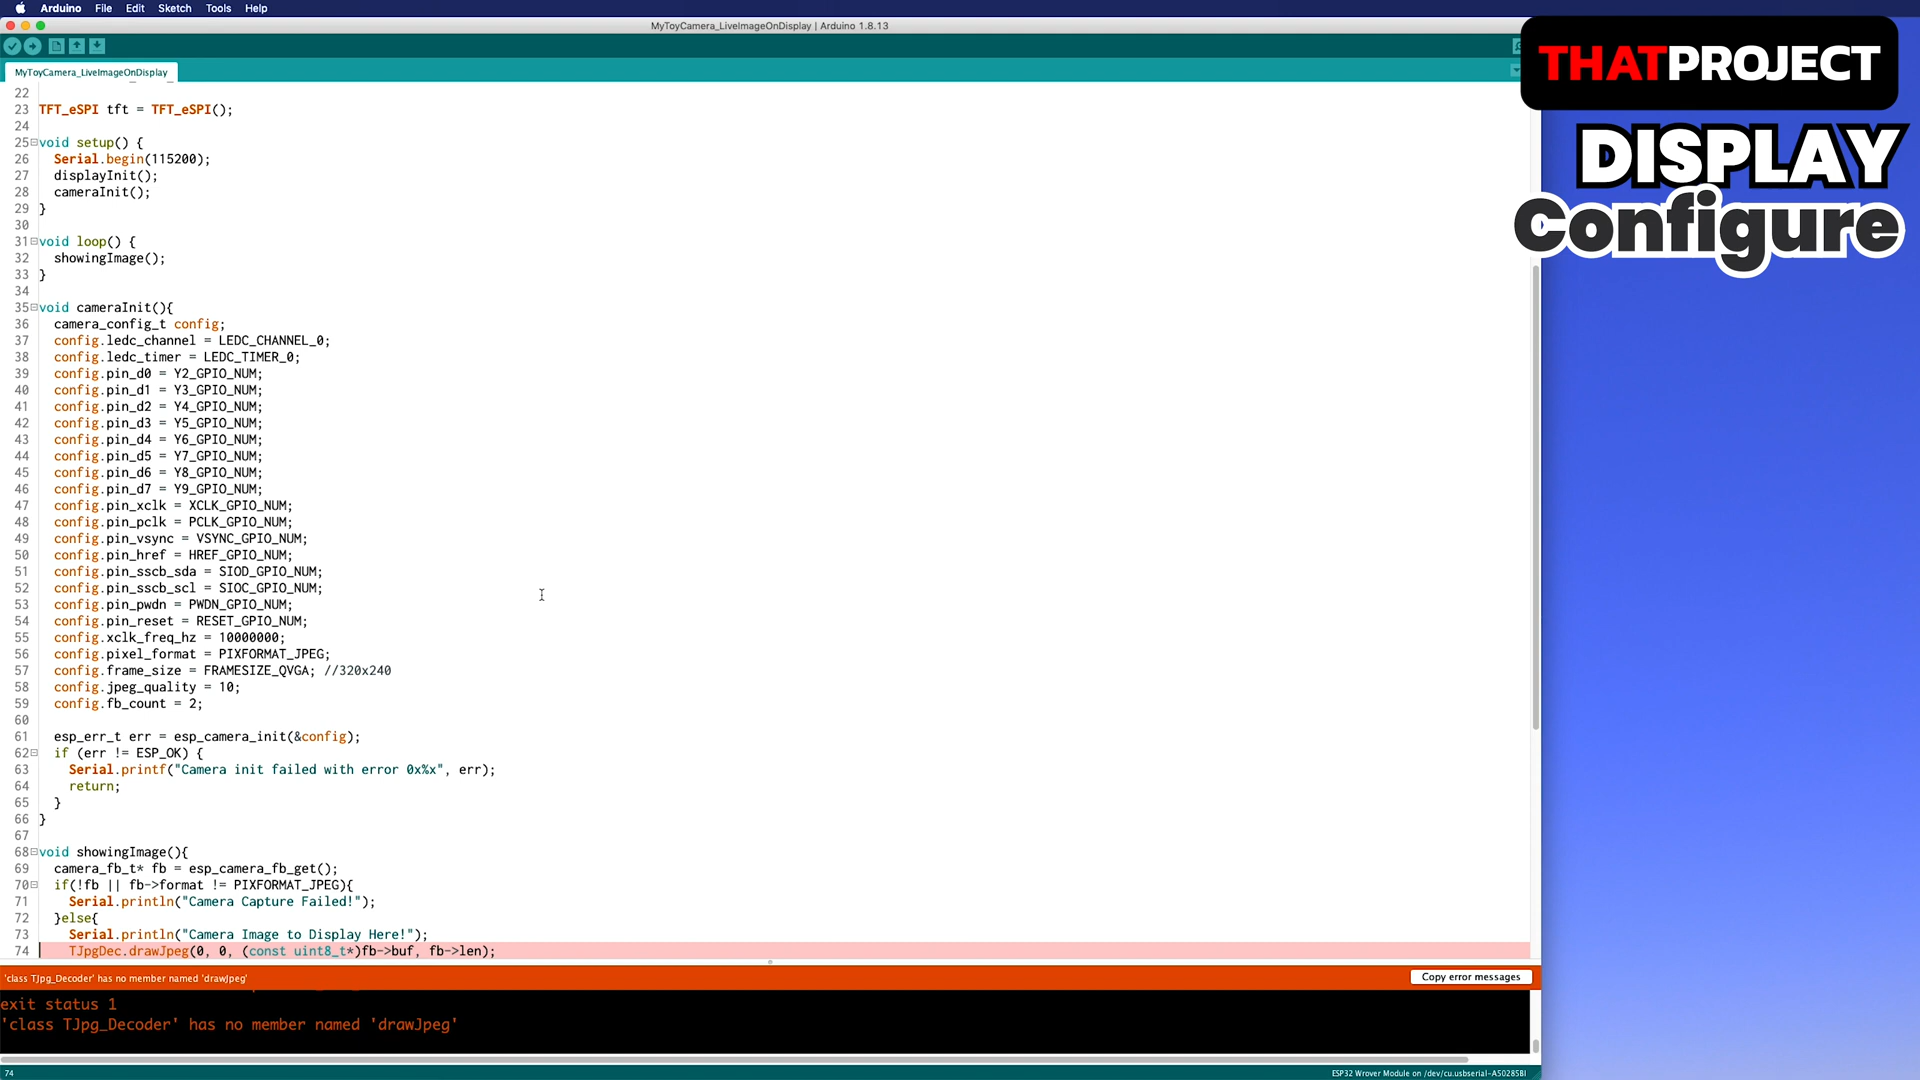 Arduino File Edit Sketch Tools Help
MyToyCamera_LiveImageOnDisplay | Arduino 1.8.13
MyToyCamera_LiveImageOnDisplay
THATPROJECT
DISPLAY
Configure
22
23 TFT_eSPI tft = TFT_eSPI();
24
25 void setup() {
26 Serial.begin(115200);
27 displayInit();
28 cameraInit();
29 }
30
31 void loop() {
32 showingImage();
33 }
34
35 void cameraInit(){
36 camera_config_t config;
37 config.ledc_channel = LEDC_CHANNEL_0;
38 config.ledc_timer = LEDC_TIMER_0;
39 config.pin_d0 = Y2_GPIO_NUM;
40 config.pin_d1 = Y3_GPIO_NUM;
41 config.pin_d2 = Y4_GPIO_NUM;
42 config.pin_d3 = Y5_GPIO_NUM;
43 config.pin_d4 = Y6_GPIO_NUM;
44 config.pin_d5 = Y7_GPIO_NUM;
45 config.pin_d6 = Y8_GPIO_NUM;
46 config.pin_d7 = Y9_GPIO_NUM;
47 config.pin_xclk = XCLK_GPIO_NUM;
48 config.pin_pclk = PCLK_GPIO_NUM;
49 config.pin_vsync = VSYNC_GPIO_NUM;
50 config.pin_href = HREF_GPIO_NUM;
51 config.pin_sscb_sda = SIOD_GPIO_NUM;
52 config.pin_sscb_scl = SIOC_GPIO_NUM;
53 config.pin_pwdn = PWDN_GPIO_NUM;
54 config.pin_reset = RESET_GPIO_NUM;
55 config.xclk_freq_hz = 10000000;
56 config.pixel_format = PIXFORMAT_JPEG;
57 config.frame_size = FRAMESIZE_QVGA; //320x240
58 config.jpeg_quality = 10;
59 config.fb_count = 2;
60
61 esp_err_t err = esp_camera_init(&config);
62 if (err != ESP_OK) {
63 Serial.printf("Camera init failed with error 0x%x", err);
64 return;
65 }
66 }
67
68 void showingImage(){
69 camera_fb_t* fb = esp_camera_fb_get();
70 if(!fb || fb->format != PIXFORMAT_JPEG){
71 Serial.println("Camera Capture Failed!");
72 }else{
73 Serial.println("Camera Image to Display Here!");
74 TJpgDec.drawJpeg(0, 0, (const uint8_t*)fb->buf, fb->len);
'class TJpg_Decoder' has no member named 'drawJpeg'
Copy error messages
exit status 1
'class TJpg_Decoder' has no member named 'drawJpeg'
74
ESP32 Wrover Module on /dev/cu.usbserial-A50285BI